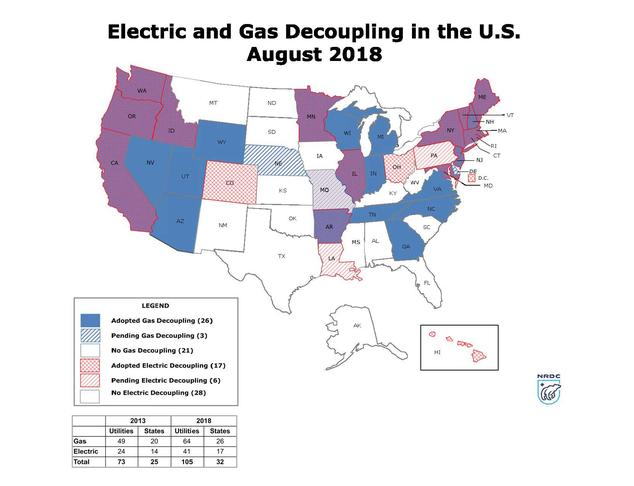 Electric and Gas Decoupling in the U.S.
August 2018
WA
MT
ND
MN
ME
OR
ID
SD
WI
MI
NY
VT
NH
MA
RI
CT
WY
NE
IA
PA
NJ
CA
NV
UT
CO
KS
MO
IL
IN
OH
WV
DE
D.C.
MD
KY
VA
AZ
NM
OK
AR
TN
NC
SC
TX
LA
MS
AL
GA
FL
AK
HI
LEGEND
Adopted Gas Decoupling (26)
Pending Gas Decoupling (3)
No Gas Decoupling (21)
Adopted Electric Decoupling (17)
Pending Electric Decoupling (6)
No Electric Decoupling (28)
NRDC
2013 2018
Utilities States Utilities States
Gas 49 20 64 26
Electric 24 14 41 17
Total 73 25 105 32